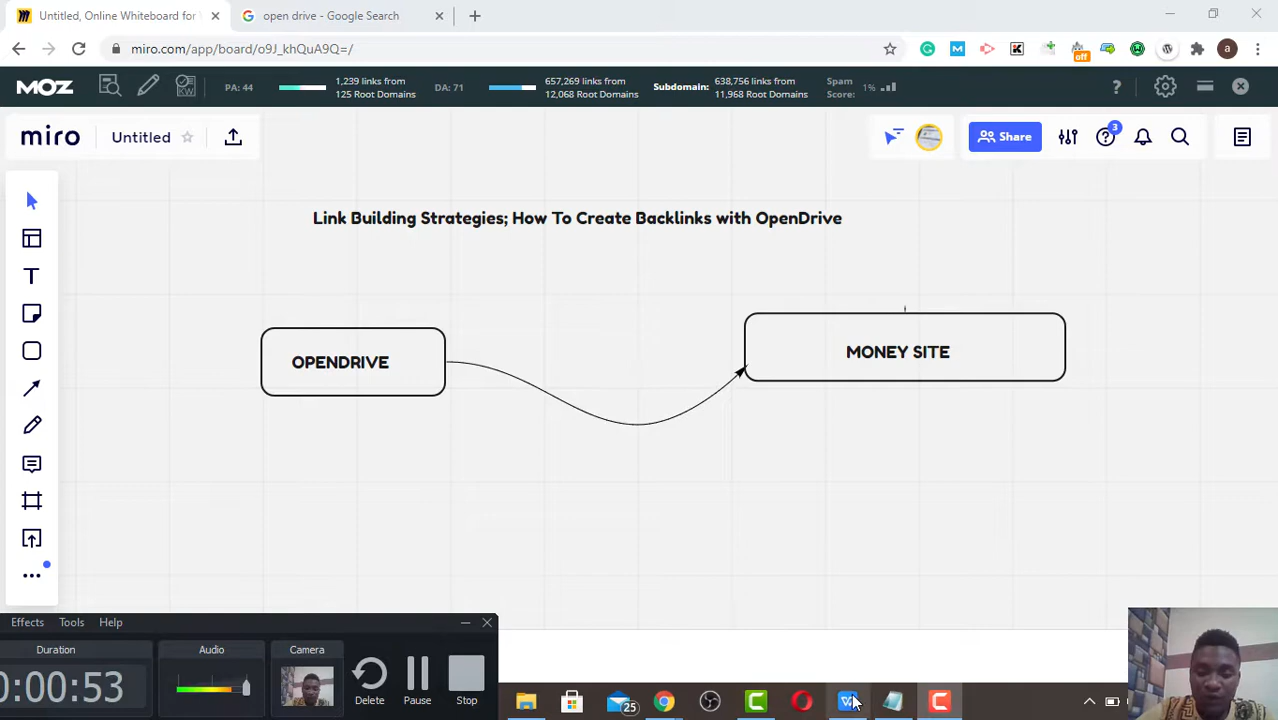 Untitled, Online Whiteboard for
open drive - Google Search
miro.com/app/board/o9J_khQuA9Q=/
off
a
MOZ
PA: 44
1,239 links from
125 Root Domains
DA: 71
657,269 links from
12,068 Root Domains
Subdomain:
638,756 links from
11,968 Root Domains
Spam
Score:
1%
miro
Untitled
Share
3
Link Building Strategies; How To Create Backlinks with OpenDrive
OPENDRIVE
MONEY SITE
Effects
Tools
Help
Duration
Audio
Camera
0:00:53
Delete
Pause
Stop
25